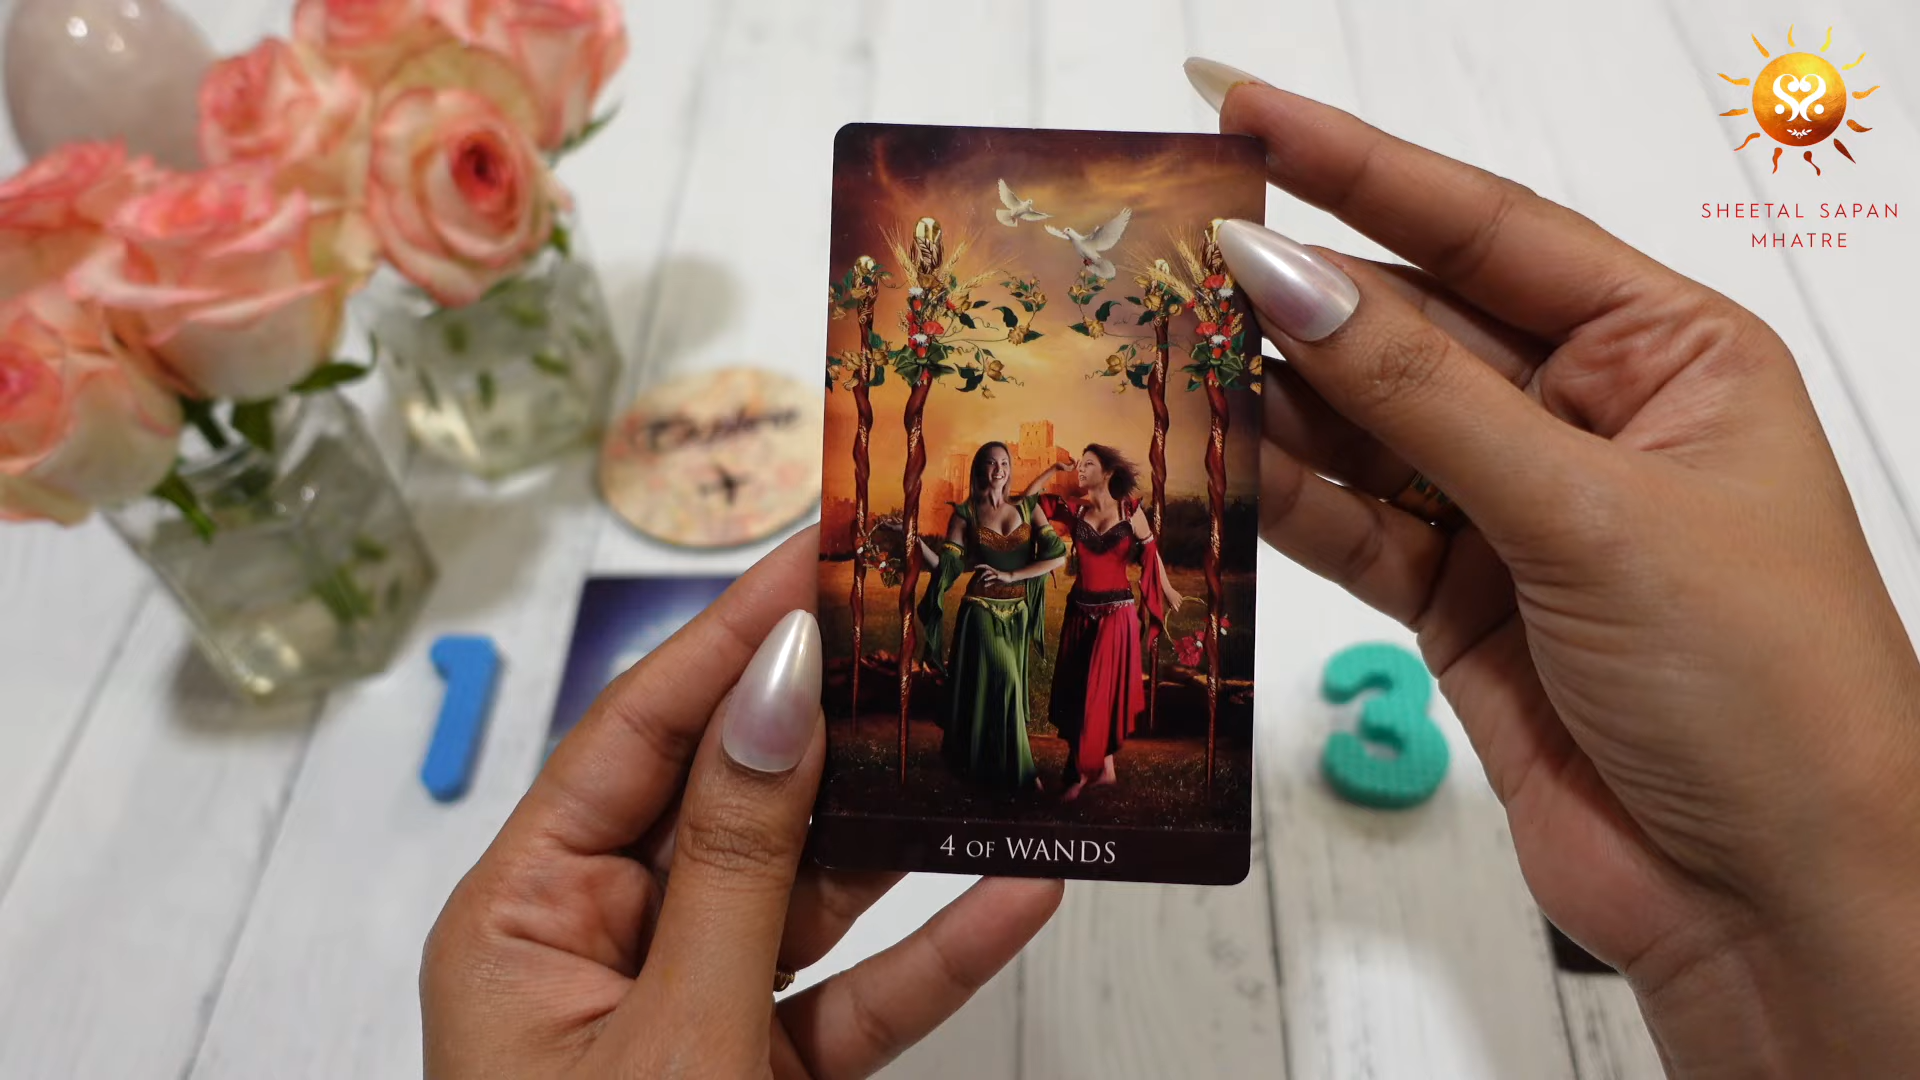 SHEETAL SAPAN
MHATRE
4 OF WANDS
1
3